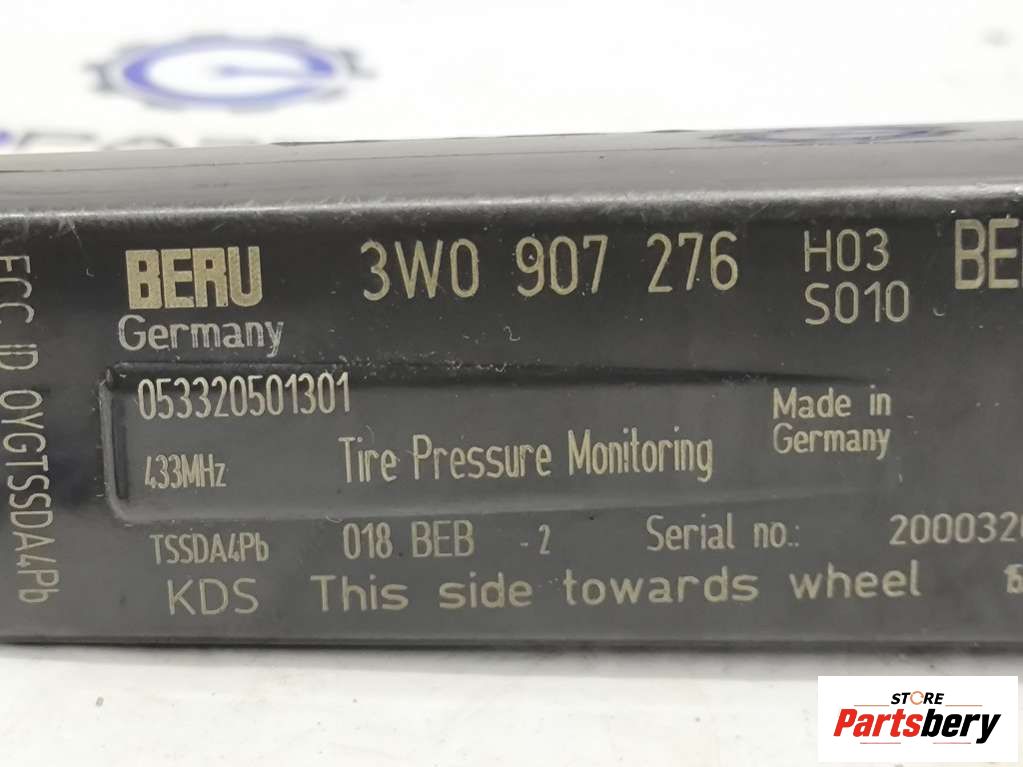 BERU 3W0 907 276 H03
Germany S010
053320501301
Made in
Germany
433MHz Tire Pressure Monitoring
TSSDA4Pb 018 BEB - 2 Serial no.:
KDS This side towards wheel
FCC ID OYGTSSDA4Pb
STORE
Partsbery